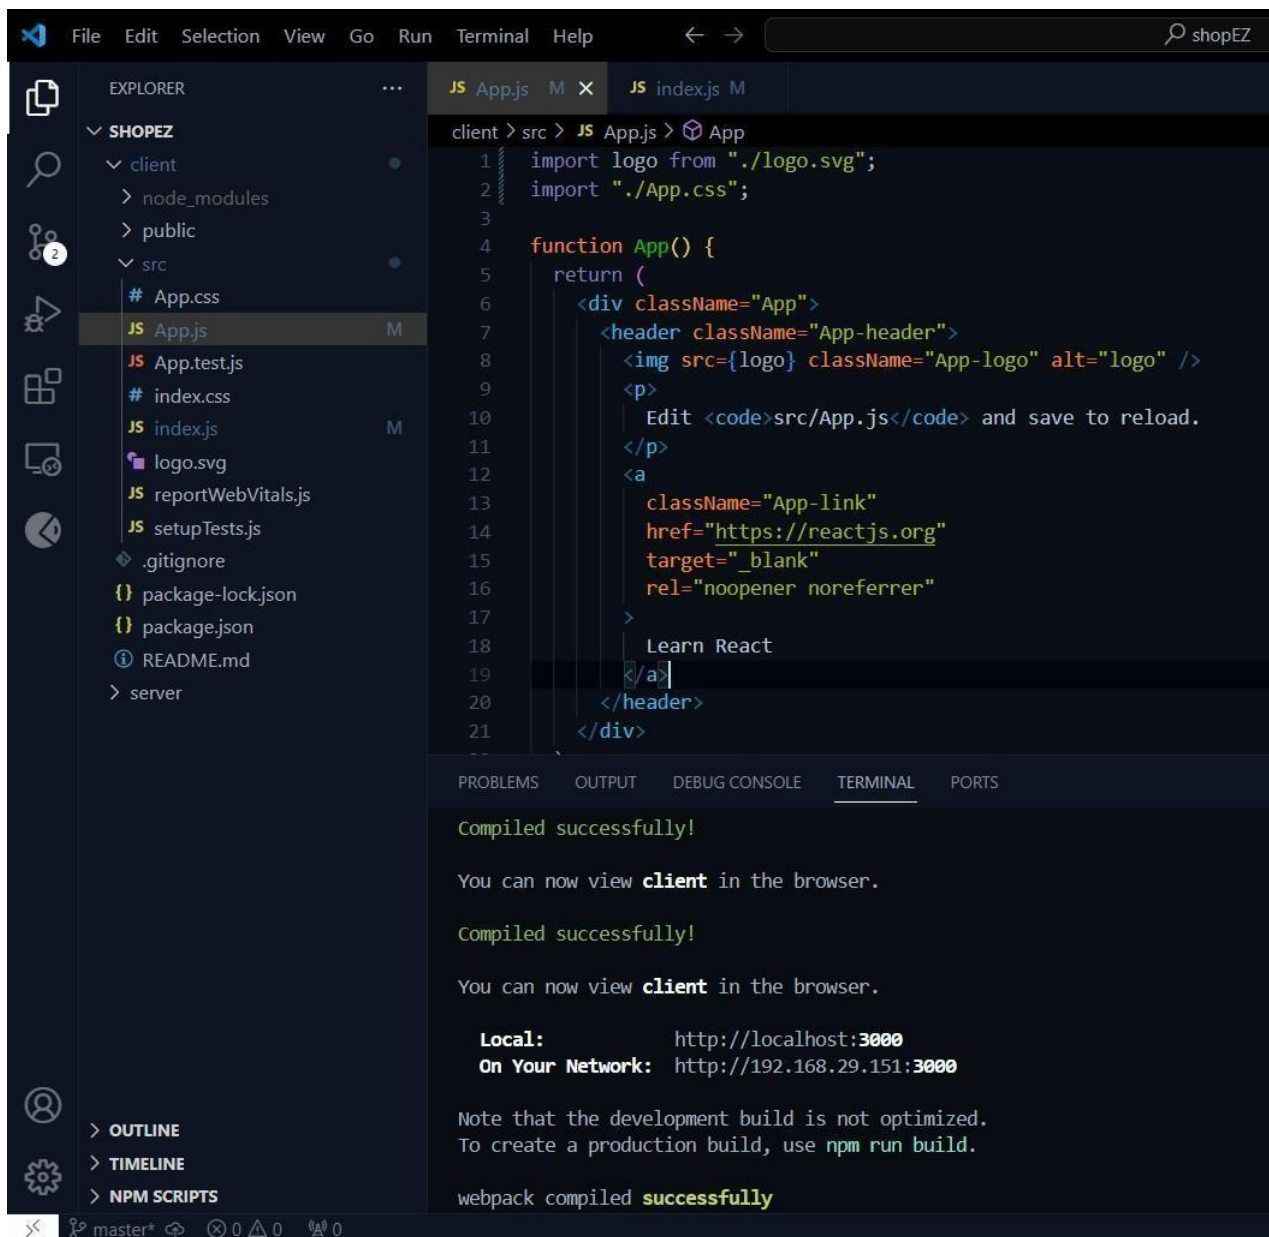 File Edit Selection View Go Run Terminal Help shopEZ
EXPLORER ···
SHOPEZ
client
node_modules
public
src
# App.css
JS App.js M
JS App.test.js
# index.css
JS index.js M
logo.svg
JS reportWebVitals.js
JS setupTests.js
.gitignore
{} package-lock.json
{} package.json
README.md
server
OUTLINE
TIMELINE
NPM SCRIPTS
2
JS App.js M JS index.js M
client > src > JS App.js > App
1 import logo from "./logo.svg";
2 import "./App.css";
3
4 function App() {
5 return (
6 <div className="App">
7 <header className="App-header">
8 <img src={logo} className="App-logo" alt="logo" />
9 <p>
10 Edit <code>src/App.js</code> and save to reload.
11 </p>
12 <a
13 className="App-link"
14 href="https://reactjs.org"
15 target="_blank"
16 rel="noopener noreferrer"
17 >
18 Learn React
19 </a>
20 </header>
21 </div>
PROBLEMS OUTPUT DEBUG CONSOLE TERMINAL PORTS
Compiled successfully!
You can now view client in the browser.
Compiled successfully!
You can now view client in the browser.
Local: http://localhost:3000
On Your Network: http://192.168.29.151:3000
Note that the development build is not optimized.
To create a production build, use npm run build.
webpack compiled successfully
master* 0 0 0